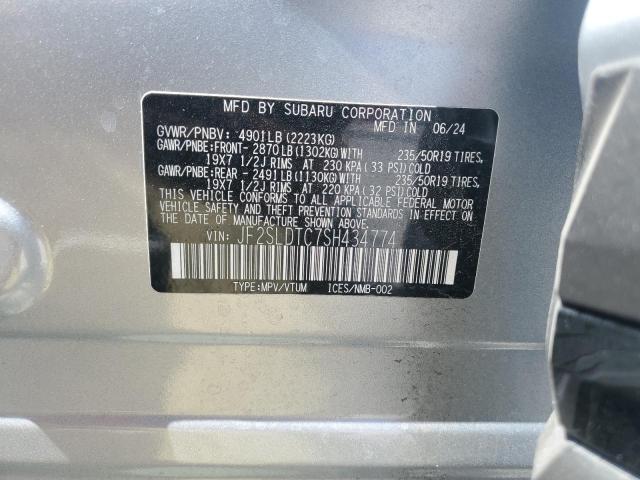 MFD BY SUBARU CORPORATION
GVWR/PNBV: 4901LB (2223KG) MFD IN 06/24
GAWR/PNBE:FRONT- 2870LB (1302KG) WITH 235/50R19 TIRES,
19X7 1/2J RIMS AT 230 KPA (33 PSI) COLD
GAWR/PNBE:REAR - 2491LB (1130KG) WITH 235/50R19 TIRES,
19X7 1/2J RIMS AT 220 KPA (32 PSI) COLD
THIS VEHICLE CONFORMS TO ALL APPLICABLE FEDERAL MOTOR
VEHICLE SAFETY AND THEFT PREVENTION STANDARDS IN EFFECT
ON THE DATE OF MANUFACTURE SHOWN ABOVE.
VIN: JF2SLDTC7SH434774
TYPE:MPV/VTUM ICES/NMB-002